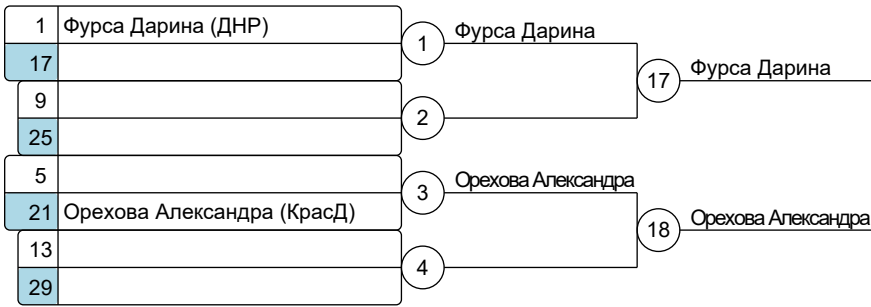 1 Фурса Дарина (ДНР)
17
1 Фурса Дарина
9
25
2
17 Фурса Дарина
5
21 Орехова Александра (КрасД)
3 Орехова Александра
13
29
4
18 Орехова Александра